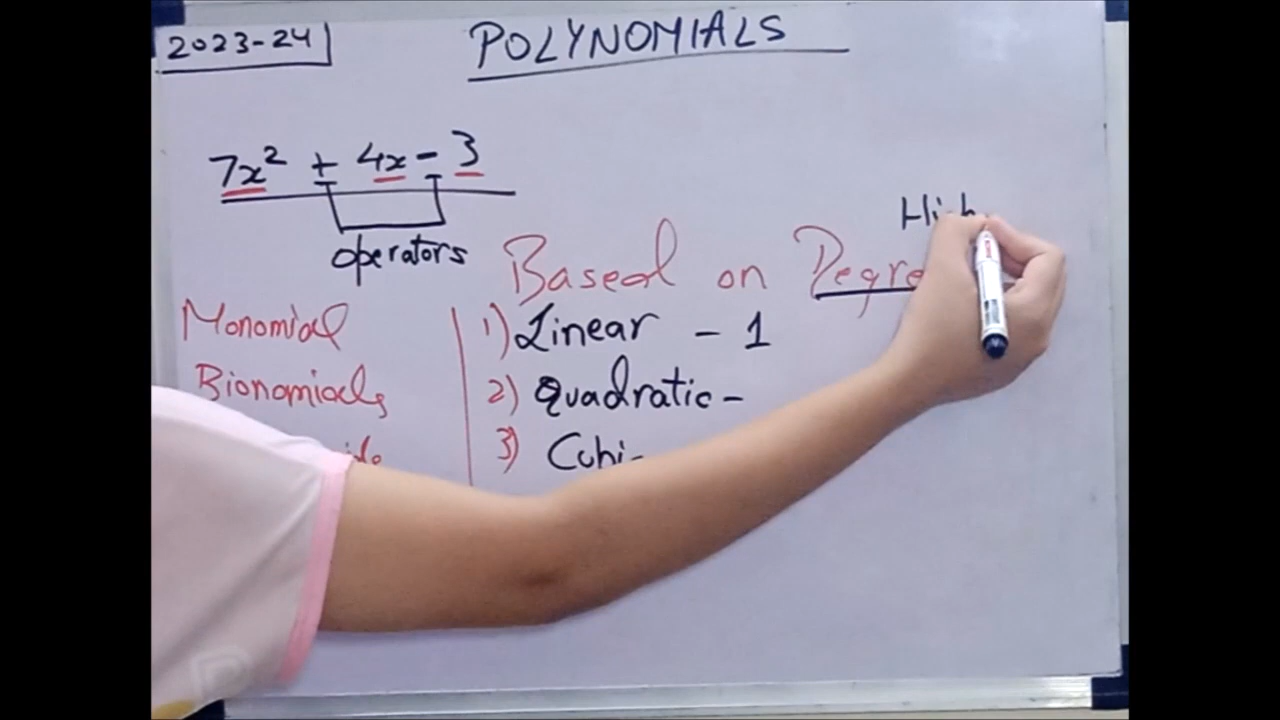 2023-24
POLYNOMIALS
7x² + 4x - 3
operators
Based on
Monomial
Bionomials
1) Linear - 1
2) Quadratic -
3)